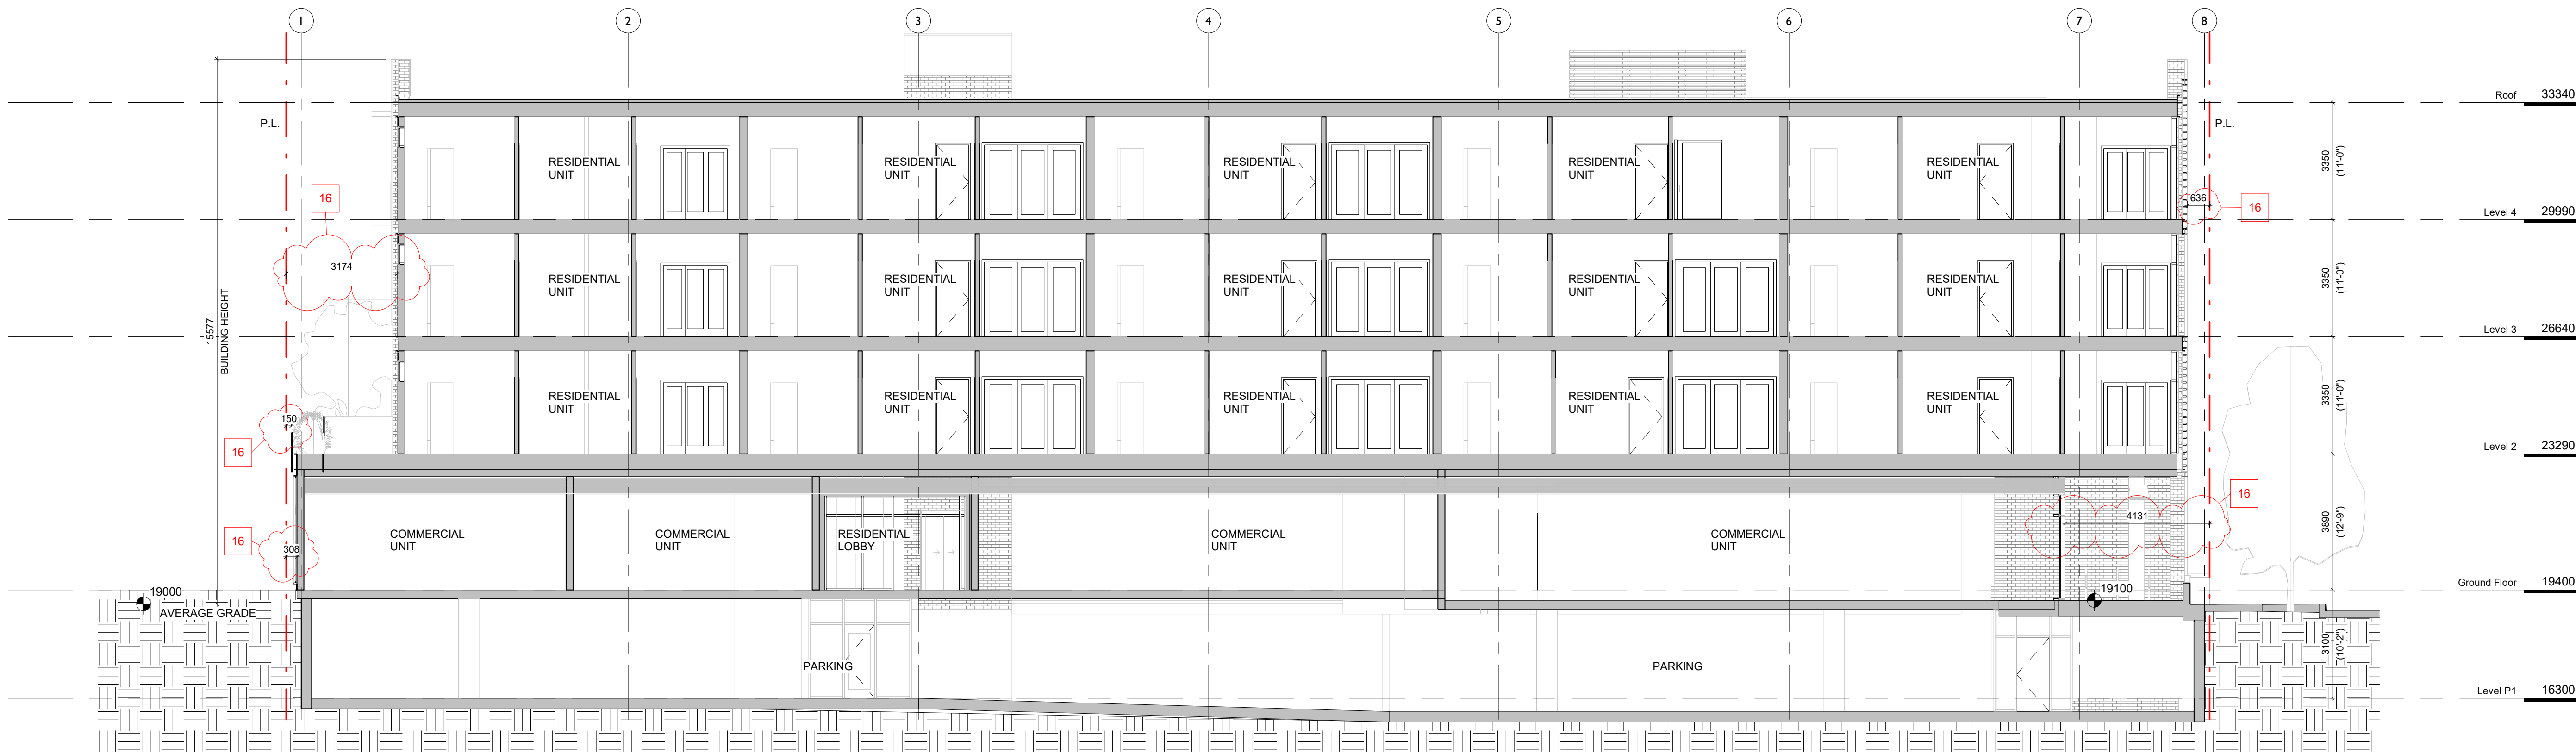 1 2 3 4 5 6 7 8
Roof 33340
P.L.
P.L.
RESIDENTIAL
UNIT
RESIDENTIAL
UNIT
RESIDENTIAL
UNIT
RESIDENTIAL
UNIT
RESIDENTIAL
UNIT
3350
(11'-0")
16
636
16
Level 4 29990
3174
15577
BUILDING HEIGHT
RESIDENTIAL
UNIT
RESIDENTIAL
UNIT
RESIDENTIAL
UNIT
RESIDENTIAL
UNIT
RESIDENTIAL
UNIT
3350
(11'-0")
Level 3 26640
RESIDENTIAL
UNIT
RESIDENTIAL
UNIT
RESIDENTIAL
UNIT
RESIDENTIAL
UNIT
RESIDENTIAL
UNIT
3350
(11'-0")
150
16
Level 2 23290
16
4131
COMMERCIAL
UNIT
COMMERCIAL
UNIT
RESIDENTIAL
LOBBY
COMMERCIAL
UNIT
COMMERCIAL
UNIT
3890
(12'-9")
16
308
Ground Floor 19400
19000
AVERAGE GRADE
19100
PARKING
PARKING
3100
(10'-2")
Level P1 16300